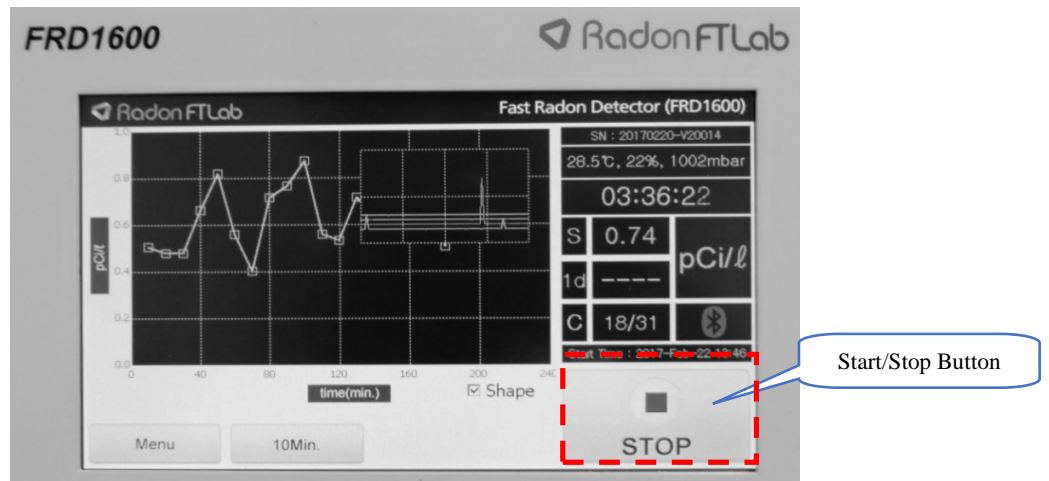 FRD1600
Radon FTLab
Radon FTLab
Fast Radon Detector (FRD1600)
SN : 20170220-V20014
28.5℃, 22%, 1002mbar
03:36:22
S 0.74 pCi/ℓ
1d ----
C 18/31
Start Time : 2017-Feb-22 13:46
1.0
0.8
0.6
0.4
0.2
0.0
pCi/ℓ
0 40 80 120 160 200 240
time(min.)
Shape
Menu
10Min.
STOP
Start/Stop Button